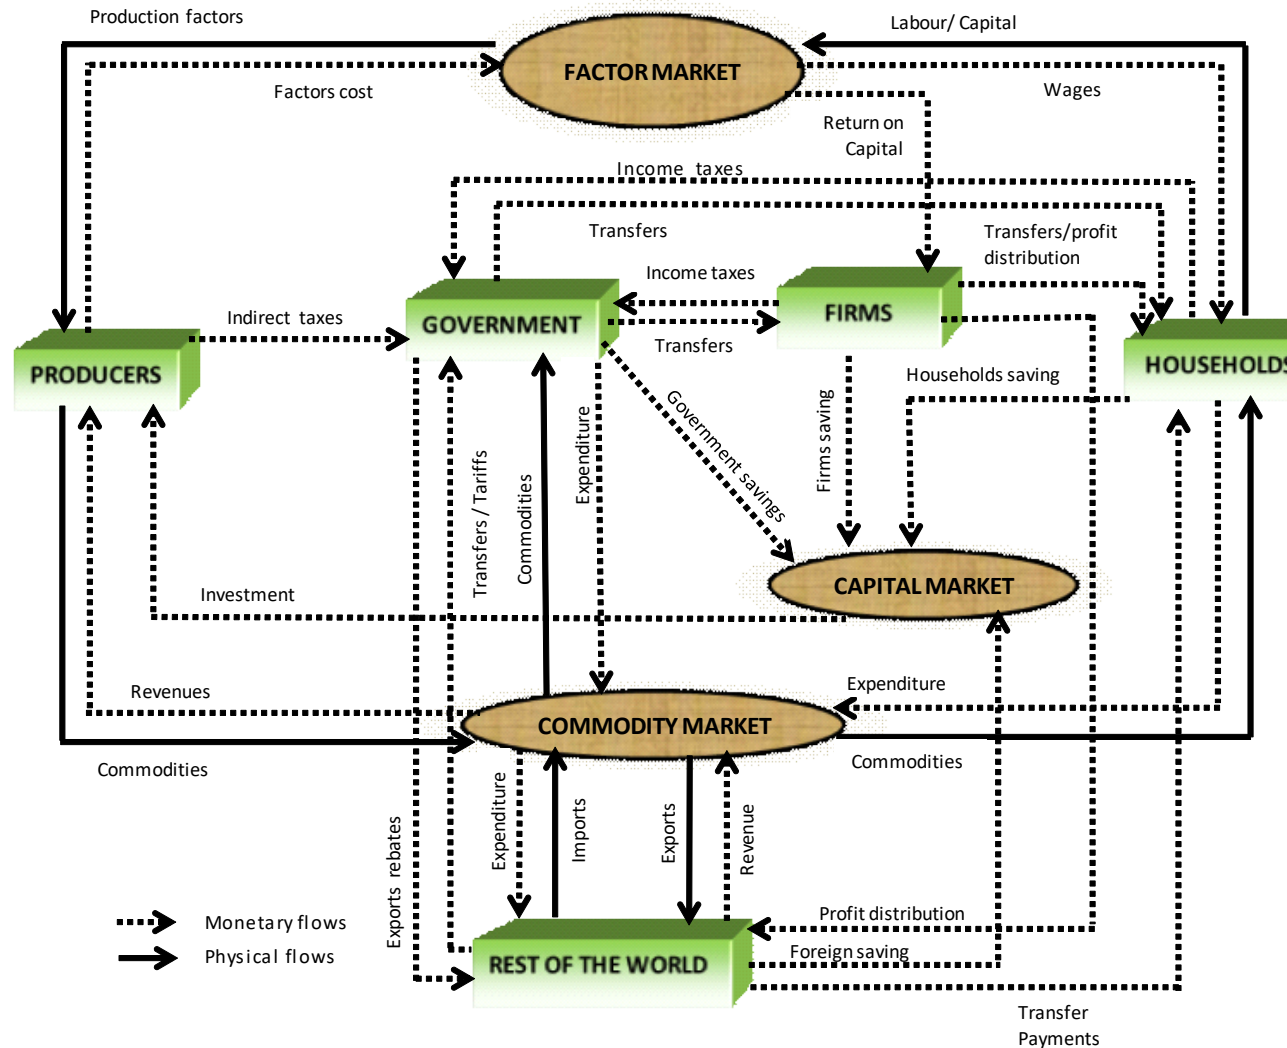 Production factors
Labour/ Capital
FACTOR MARKET
Factors cost
Wages
Return on
Capital
Income taxes
Transfers
Transfers/profit
distribution
Income taxes
FIRMS
GOVERNMENT
Indirect taxes
Transfers
PRODUCERS
HOUSEHOLDS
Households saving
Government savings
Firms saving
Expenditure
Commodities
Transfers / Tariffs
CAPITAL MARKET
Investment
Revenues
Expenditure
COMMODITY MARKET
Commodities
Commodities
Exports rebates
Expenditure
Imports
Exports
Revenue
Monetary flows
Physical flows
Profit distribution
Foreign saving
REST OF THE WORLD
Transfer
Payments